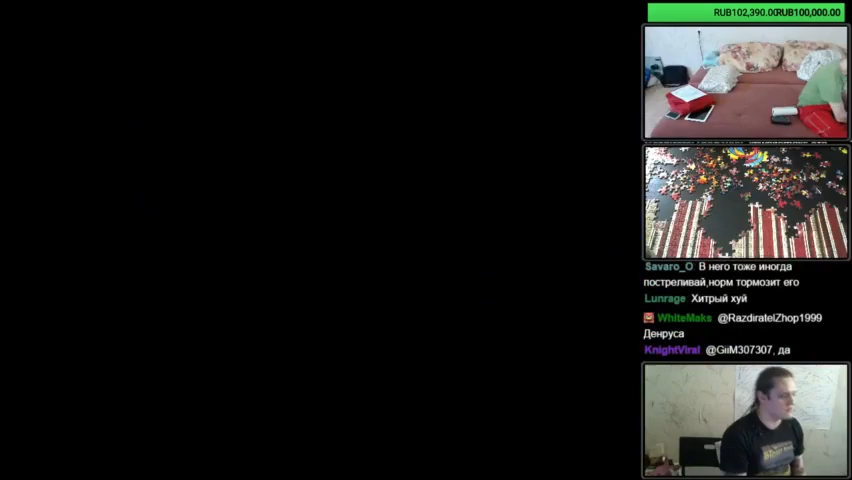 RUB102,390.00RUB100,000.00
Savaro_O В него тоже иногда
постреливай,норм тормозит его
Lunrage Хитрый хуй
WhiteMaks @RazdiratelZhop1999
Денруса
KnightViral @GiiM307307, да